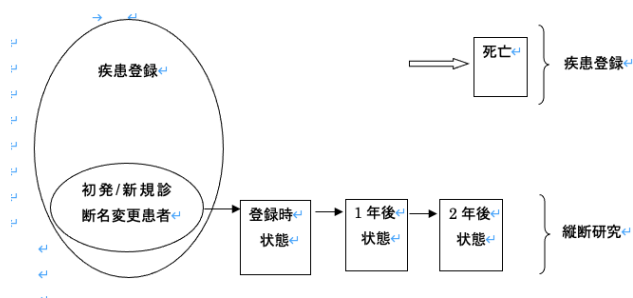 疾患登録
死亡
疾患登録
初発/新規診
断名変更患者
登録時
状態
1年後
状態
2年後
状態
縦断研究